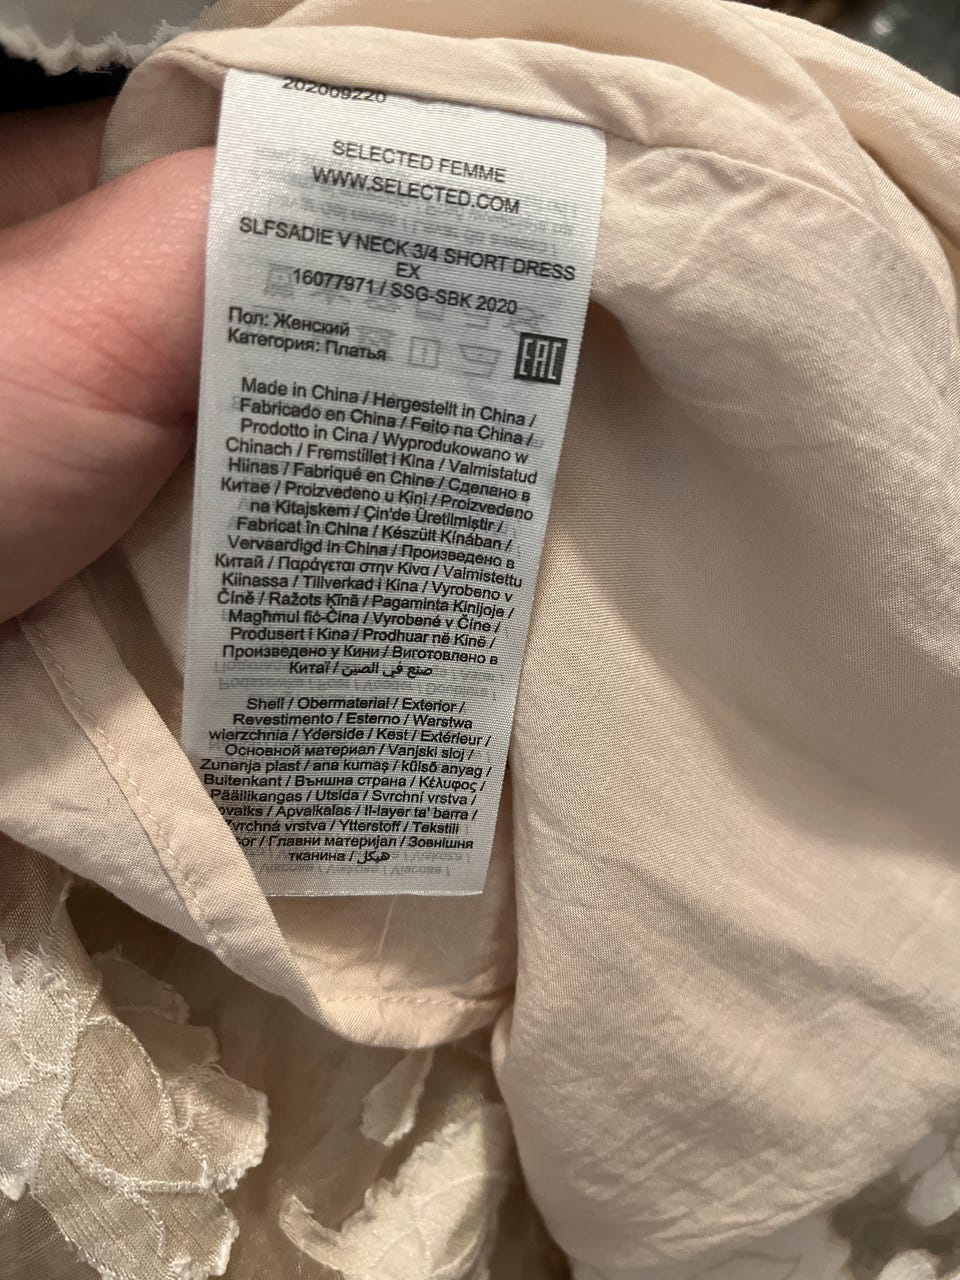 202009220
SELECTED FEMME
WWW.SELECTED.COM
SLFSADIE V NECK 3/4 SHORT DRESS
EX
16077971 / SSG-SBK 2020
Пол: Женский
Категория: Платья
EAC
Made in China / Hergestellt in China /
Fabricado en China / Feito na China /
Prodotto in Cina / Wyprodukowano w
Chinach / Fremstillet i Kina / Valmistatud
Hiinas / Fabriqué en Chine / Сделано в
Китае / Proizvedeno u Kini / Proizvedeno
na Kitajskem / Çin'de Üretilmiştir /
Fabricat în China / Készült Kínában /
Vervaardigd in China / Произведено в
Китай / Παράγεται στην Κίνα / Valmistettu
Kiinassa / Tillverkad i Kina / Vyrobeno v
Číně / Ražots Ķīnā / Pagaminta Kinijoje /
Magħmul fiċ-Ċina / Vyrobené v Číne /
Produsert i Kina / Prodhuar në Kinë /
Произведено у Кини / Виготовлено в
Китаї / صنع في الصين
Shell / Obermaterial / Exterior /
Revestimento / Esterno / Warstwa
wierzchnia / Yderside / Kest / Extérieur /
Основной материал / Vanjski sloj /
Zunanja plast / ana kumaş / külső anyag /
Buitenkant / Външна страна / Κέλυφος /
Päällikangas / Utsida / Svrchní vrstva /
/ Apvalkalas / Il-layer ta' barra /
vrstva / Ytterstoff / Tekstili
/ Главни материјал / Зовнішня
тканина / هيكل